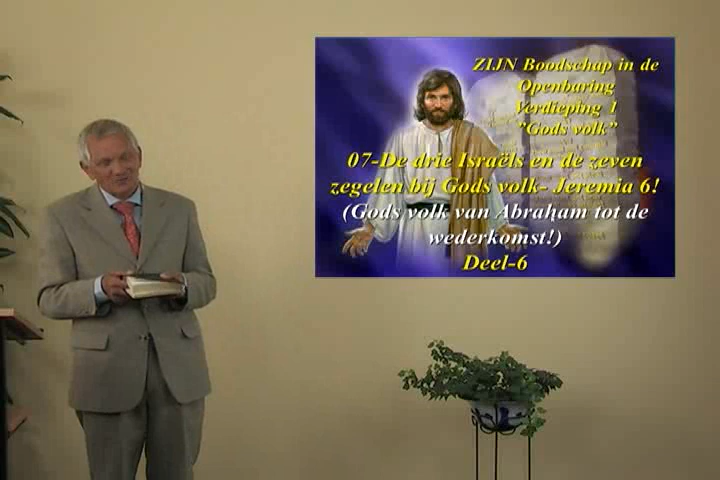 ZIJN Boodschap in de
Openbaring
Verdieping 1
"Gods volk"
07-De drie Israëls en de zeven
zegelen bij Gods volk- Jeremia 6!
(Gods volk van Abraham tot de
wederkomst!)
Deel-6